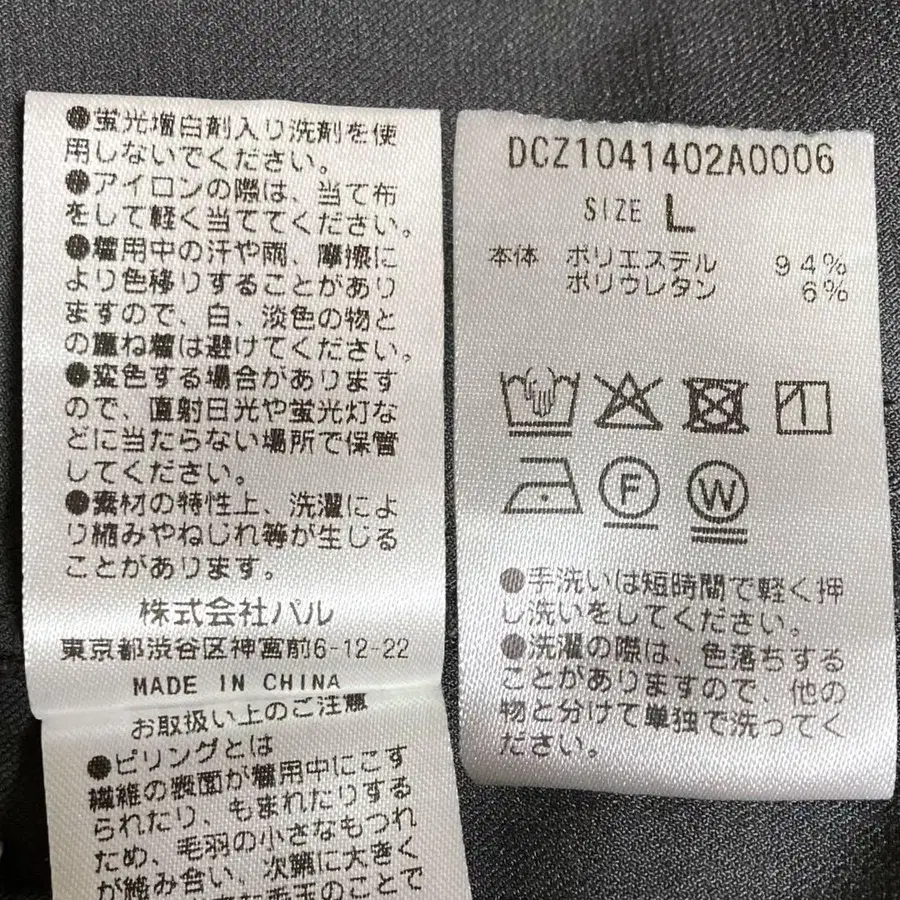 ●蛍光増白剤入り洗剤を使
用しないでください。
●アイロンの際は、当て布
をして軽く当ててください。
●着用中の汗や雨、摩擦に
より色移りすることがあり
ますので、白、淡色の物と
の重ね着は避けてください。
●変色する場合があります
ので、直射日光や蛍光灯な
どに当たらない場所で保管
してください。
●素材の特性上、洗濯によ
り縮みやねじれ等が生じる
ことがあります。
株式会社パル
東京都渋谷区神宮前6-12-22
MADE IN CHINA
お取扱い上のご注意
●ピリングとは
繊維の表面が着用中にこす
られたり、もまれたりする
ため、毛羽の小さなもつれ
が絡み合い、次第に大きく
毛玉のことで
DCZ1041402A0006
SIZE L
本体 ポリエステル 94%
ポリウレタン 6%
F
W
●手洗いは短時間で軽く押
し洗いをしてください。
●洗濯の際は、色落ちする
ことがありますので、他の
物と分けて単独で洗ってく
ださい。